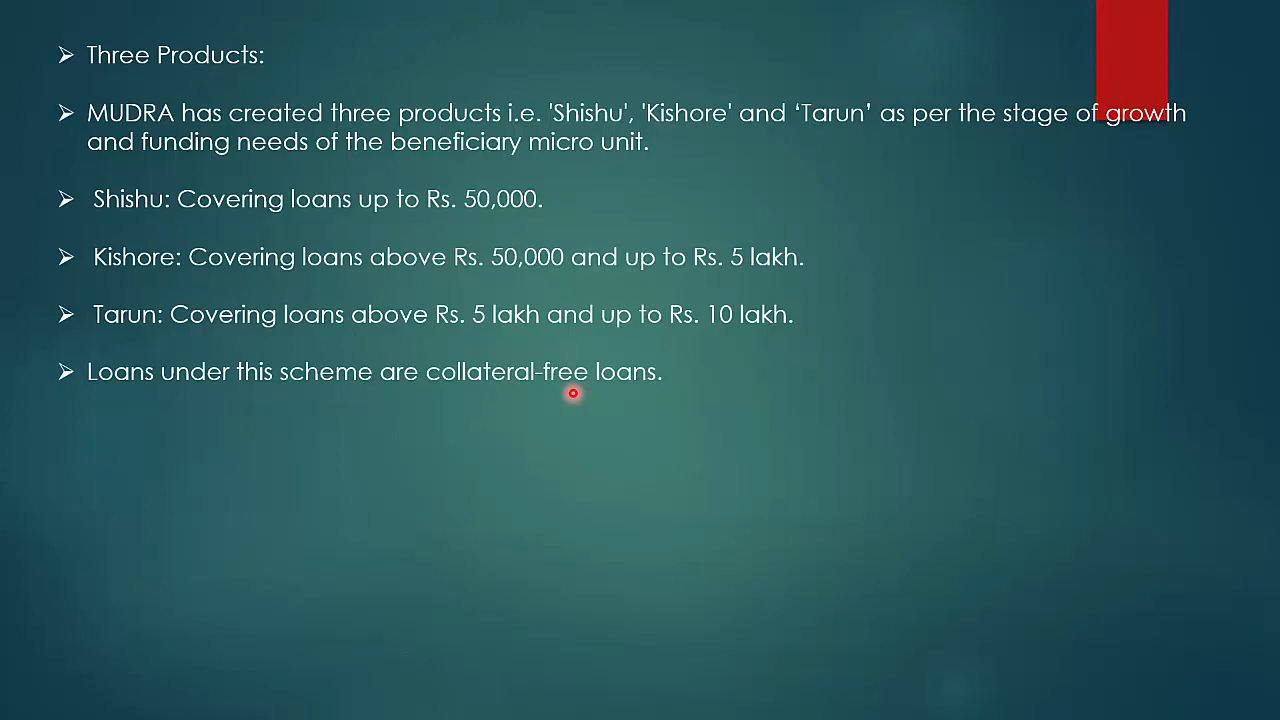 Three Products:
MUDRA has created three products i.e. 'Shishu', 'Kishore' and ‘Tarun’ as per the stage of growth
and funding needs of the beneficiary micro unit.
Shishu: Covering loans up to Rs. 50,000.
Kishore: Covering loans above Rs. 50,000 and up to Rs. 5 lakh.
Tarun: Covering loans above Rs. 5 lakh and up to Rs. 10 lakh.
Loans under this scheme are collateral-free loans.